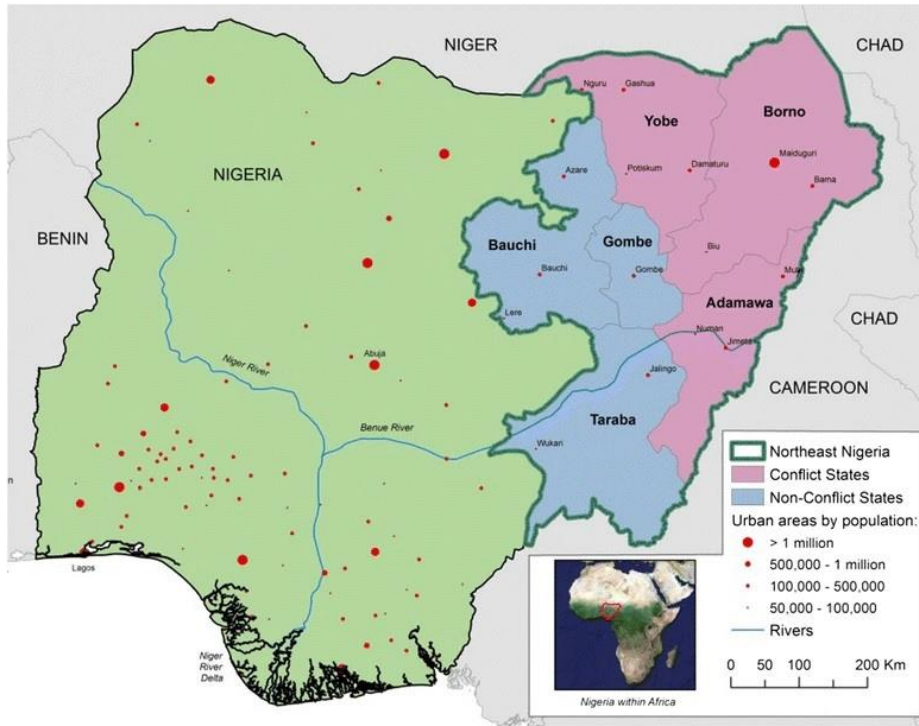 NIGER
CHAD
Nguru
Gashua
Yobe
Borno
Maiduguri
Azare
Potiskum
Damaturu
Bama
NIGERIA
BENIN
Bauchi
Gombe
Biu
Bauchi
Gombe
Mubi
Adamawa
Lere
CHAD
Numan
Jimeta
Abuja
Niger River
Jalingo
CAMEROON
Taraba
Benue River
Wukari
Northeast Nigeria
Conflict States
Non-Conflict States
Urban areas by population:
> 1 million
500,000 - 1 million
100,000 - 500,000
50,000 - 100,000
Rivers
0 50 100 200 Km
Lagos
Niger
River
Delta
Nigeria within Africa